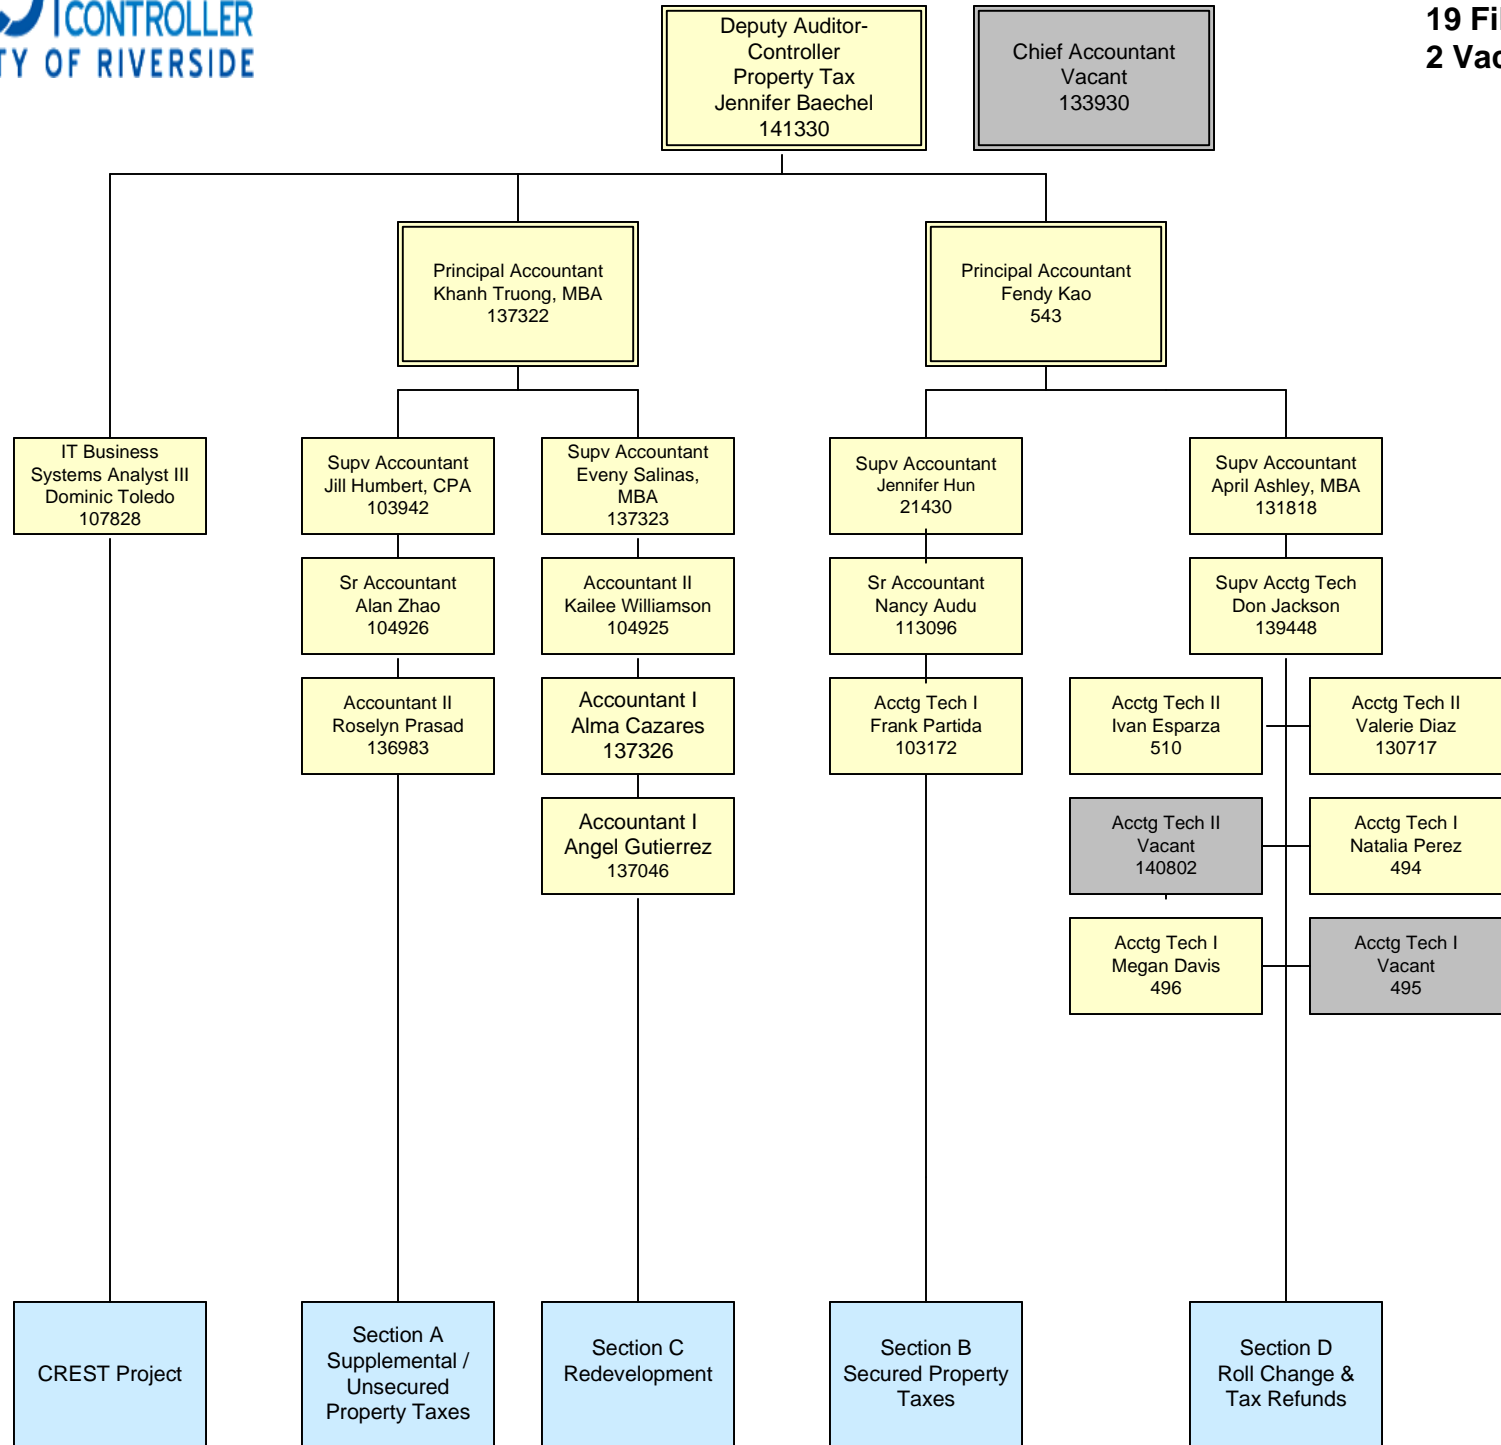 CONTROLLER
TY OF RIVERSIDE
19 Fil
2 Vac
Deputy Auditor-
Controller
Property Tax
Jennifer Baechel
141330
Chief Accountant
Vacant
133930
Principal Accountant
Khanh Truong, MBA
137322
Principal Accountant
Fendy Kao
543
IT Business
Systems Analyst III
Dominic Toledo
107828
Supv Accountant
Jill Humbert, CPA
103942
Supv Accountant
Eveny Salinas,
MBA
137323
Supv Accountant
Jennifer Hun
21430
Supv Accountant
April Ashley, MBA
131818
Sr Accountant
Alan Zhao
104926
Accountant II
Kailee Williamson
104925
Sr Accountant
Nancy Audu
113096
Supv Acctg Tech
Don Jackson
139448
Accountant II
Roselyn Prasad
136983
Accountant I
Alma Cazares
137326
Acctg Tech I
Frank Partida
103172
Acctg Tech II
Ivan Esparza
510
Acctg Tech II
Valerie Diaz
130717
Accountant I
Angel Gutierrez
137046
Acctg Tech II
Vacant
140802
Acctg Tech I
Natalia Perez
494
Acctg Tech I
Megan Davis
496
Acctg Tech I
Vacant
495
CREST Project
Section A
Supplemental /
Unsecured
Property Taxes
Section C
Redevelopment
Section B
Secured Property
Taxes
Section D
Roll Change &
Tax Refunds